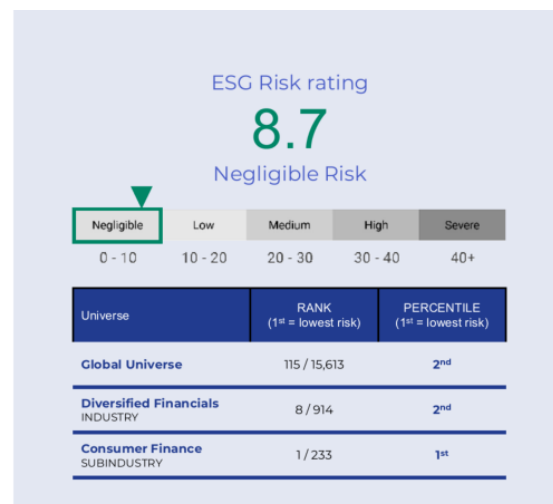 ESG Risk rating
8.7
Negligible Risk
Negligible Low Medium High Severe
0 - 10 10 - 20 20 - 30 30 - 40 40+
Universe RANK PERCENTILE
(1st = lowest risk) (1st = lowest risk)
Global Universe 115 / 15,613 2nd
Diversified Financials 8 / 914 2nd
INDUSTRY
Consumer Finance 1 / 233 1st
SUBINDUSTRY